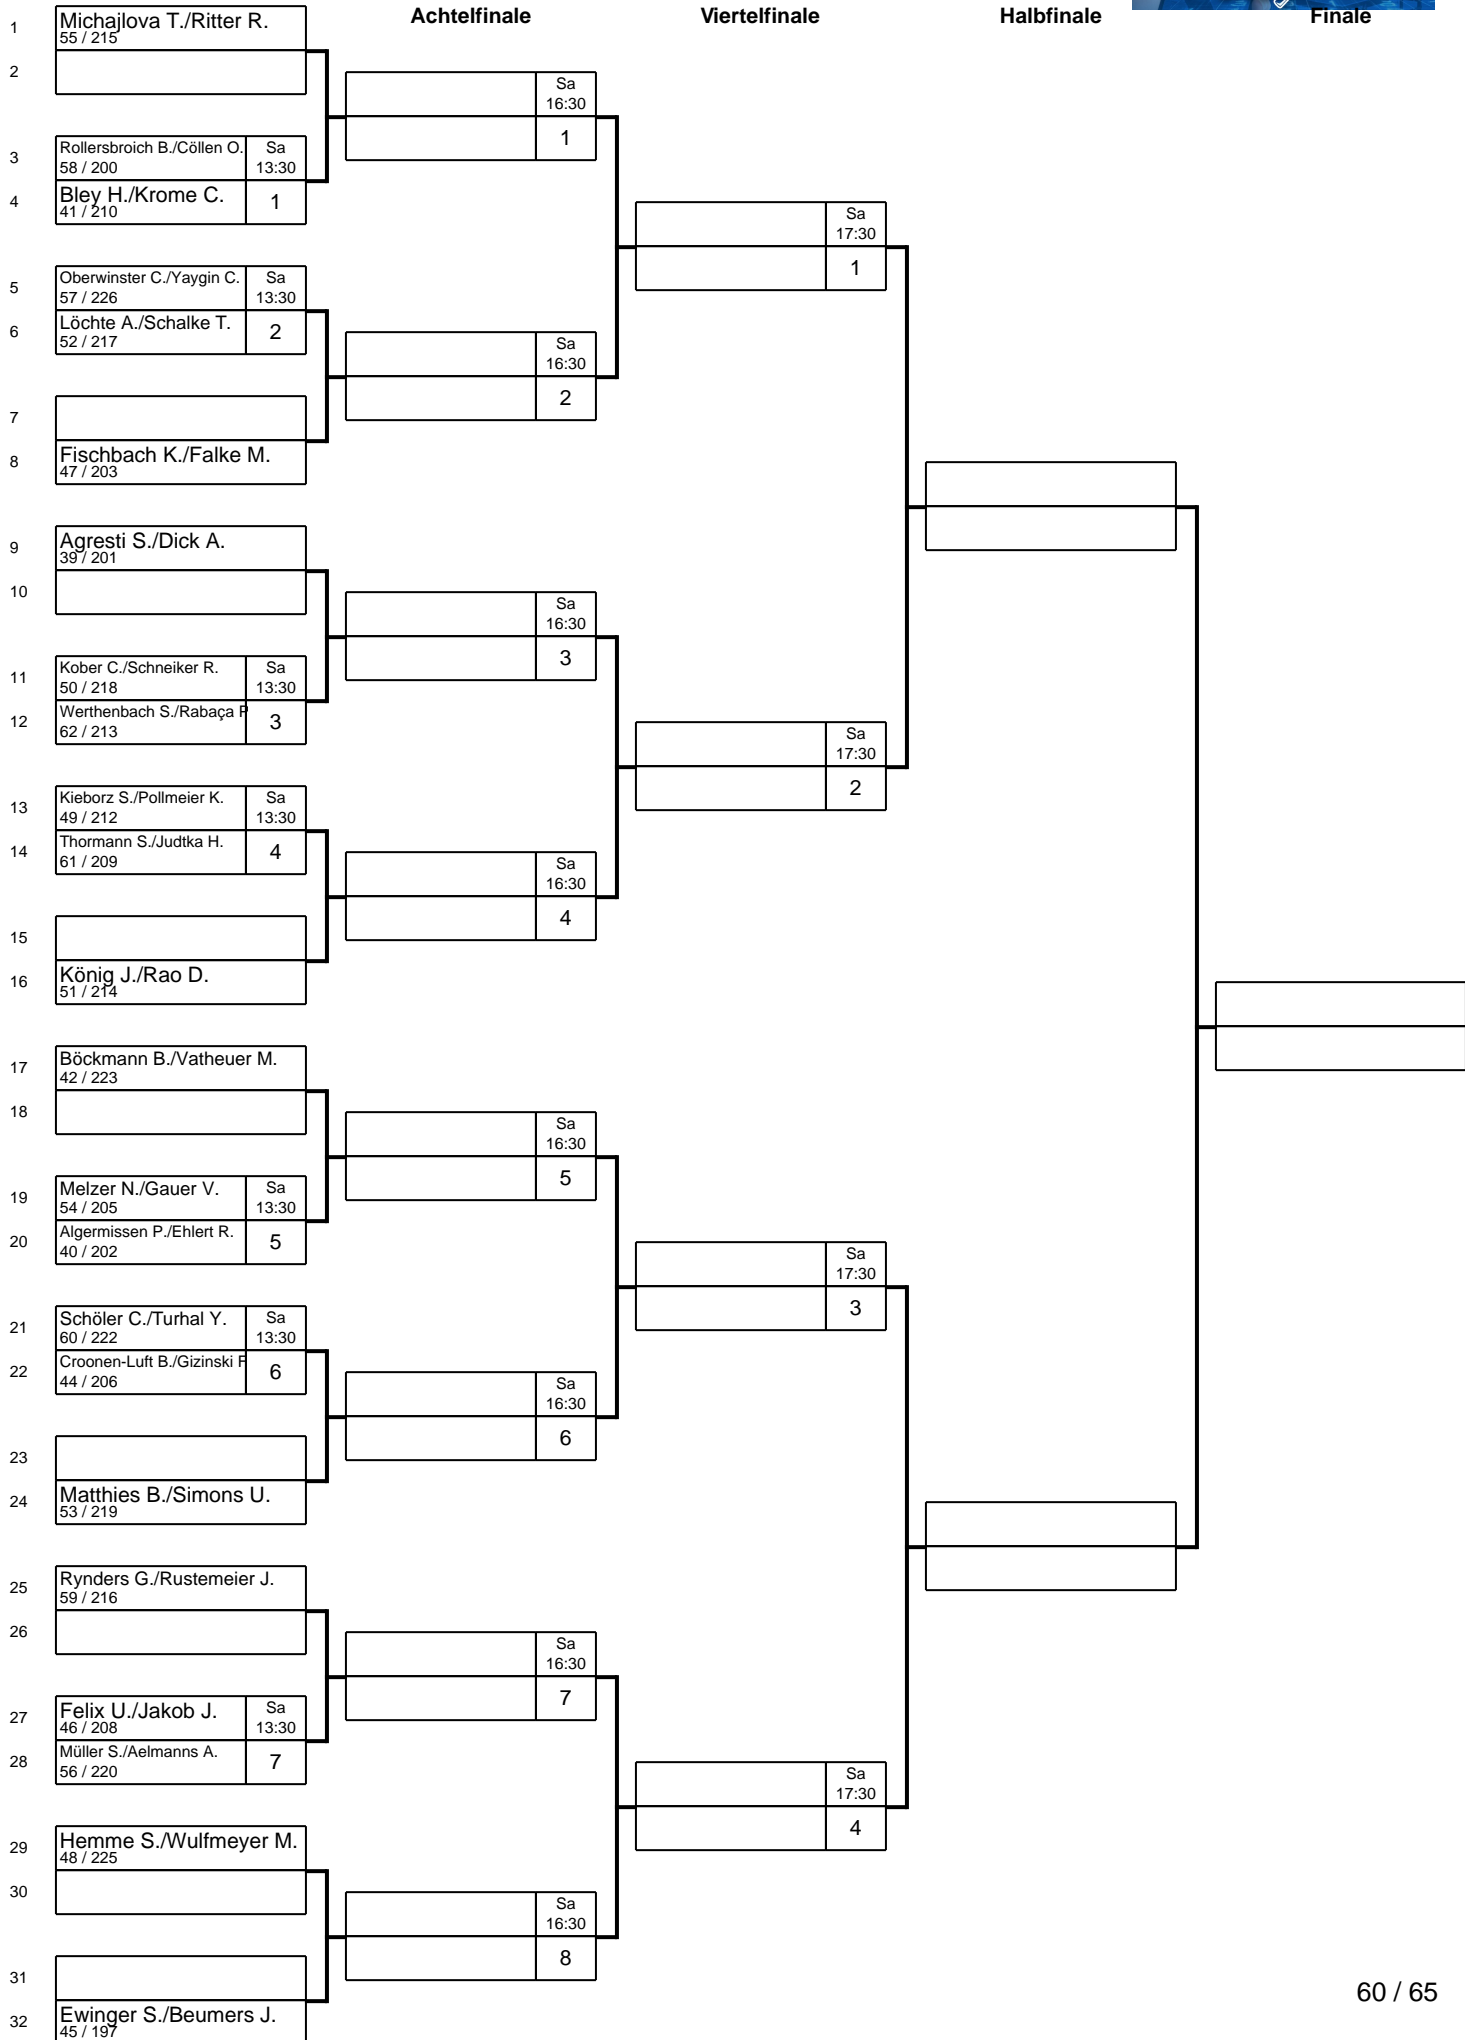 Achtelfinale Viertelfinale Halbfinale Finale
1 Michajlova T./Ritter R.
55 / 215
2
Sa
16:30
1
3 Rollersbroich B./Cöllen O. Sa
58 / 200 13:30
4 Bley H./Krome C. 1
41 / 210
Sa
17:30
1
5 Oberwinster C./Yaygin C. Sa
57 / 226 13:30
6 Löchte A./Schalke T. 2
52 / 217
Sa
16:30
2
7
8 Fischbach K./Falke M.
47 / 203
9 Agresti S./Dick A.
39 / 201
10
Sa
16:30
3
11 Kober C./Schneiker R. Sa
50 / 218 13:30
12 Werthenbach S./Rabaça 3
62 / 213
Sa
17:30
2
13 Kieborz S./Pollmeier K. Sa
49 / 212 13:30
14 Thormann S./Judtka H. 4
61 / 209
Sa
16:30
4
15
16 König J./Rao D.
51 / 214
17 Böckmann B./Vatheuer M.
42 / 223
18
Sa
16:30
5
19 Melzer N./Gauer V. Sa
54 / 205 13:30
20 Algermissen P./Ehlert R. 5
40 / 202
Sa
17:30
3
21 Schöler C./Turhal Y. Sa
60 / 222 13:30
22 Croonen-Luft B./Gizinski 6
44 / 206
Sa
16:30
6
23
24 Matthies B./Simons U.
53 / 219
25 Rynders G./Rustemeier J.
59 / 216
26
Sa
16:30
7
27 Felix U./Jakob J. Sa
46 / 208 13:30
28 Müller S./Aelmanns A. 7
56 / 220
Sa
17:30
4
29 Hemme S./Wulfmeyer M.
48 / 225
30
Sa
16:30
8
31
32 Ewinger S./Beumers J.
45 / 197
60 / 65